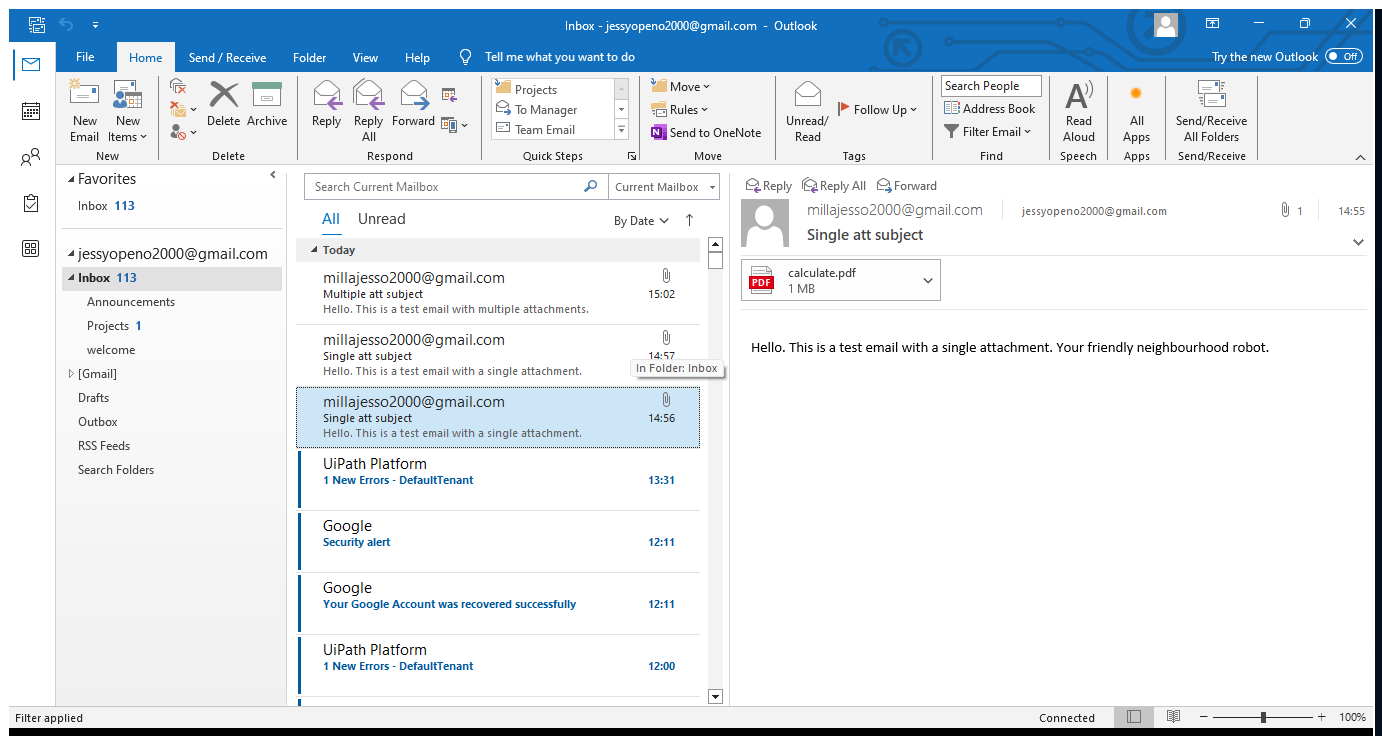 Inbox - jessyopeno2000@gmail.com - Outlook
File Home Send / Receive Folder View Help Tell me what you want to do
Try the new Outlook Off
New Email
New Items
New
Delete
Archive
Delete
Reply
Reply All
Forward
Respond
Projects
To Manager
Team Email
Quick Steps
Move
Rules
Send to OneNote
Move
Unread/ Read
Follow Up
Tags
Search People
Address Book
Filter Email
Find
Read Aloud
Speech
All Apps
Apps
Send/Receive All Folders
Send/Receive
Favorites
Inbox 113
jessyopeno2000@gmail.com
Inbox 113
Announcements
Projects 1
welcome
[Gmail]
Drafts
Outbox
RSS Feeds
Search Folders
Search Current Mailbox Current Mailbox
All Unread By Date
Today
millajesso2000@gmail.com
Multiple att subject 15:02
Hello. This is a test email with multiple attachments.
millajesso2000@gmail.com
Single att subject 14:57
Hello. This is a test email with a single attachment.
In Folder: Inbox
millajesso2000@gmail.com
Single att subject 14:56
Hello. This is a test email with a single attachment.
UiPath Platform
1 New Errors - DefaultTenant 13:31
Google
Security alert 12:11
Google
Your Google Account was recovered successfully 12:11
UiPath Platform
1 New Errors - DefaultTenant 12:00
Reply Reply All Forward
millajesso2000@gmail.com jessyopeno2000@gmail.com 1 14:55
Single att subject
PDF
calculate.pdf
1 MB
Hello. This is a test email with a single attachment. Your friendly neighbourhood robot.
Filter applied Connected 100%